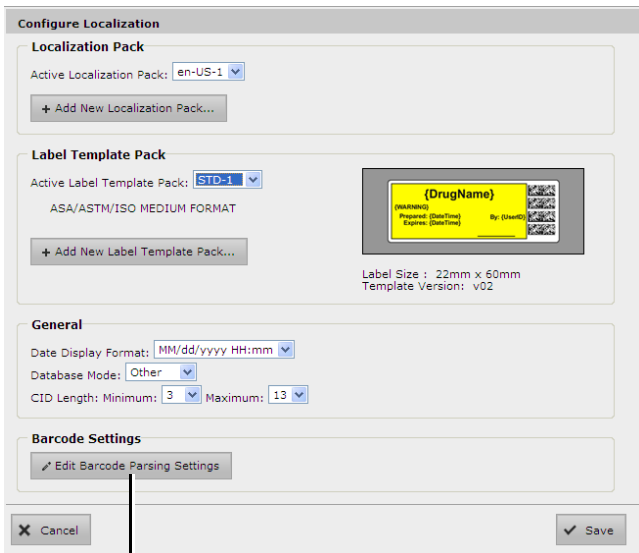 Configure Localization
Localization Pack
Active Localization Pack: en-US-1
+ Add New Localization Pack...
Label Template Pack
Active Label Template Pack: STD-1
ASA/ASTM/ISO MEDIUM FORMAT
+ Add New Label Template Pack...
{DrugName}
(WARNING)
Prepared: {DateTime} By: {UserID}
Expires: {DateTime}
Label Size : 22mm x 60mm
Template Version: v02
General
Date Display Format: MM/dd/yyyy HH:mm
Database Mode: Other
CID Length: Minimum: 3 Maximum: 13
Barcode Settings
Edit Barcode Parsing Settings
Cancel
Save